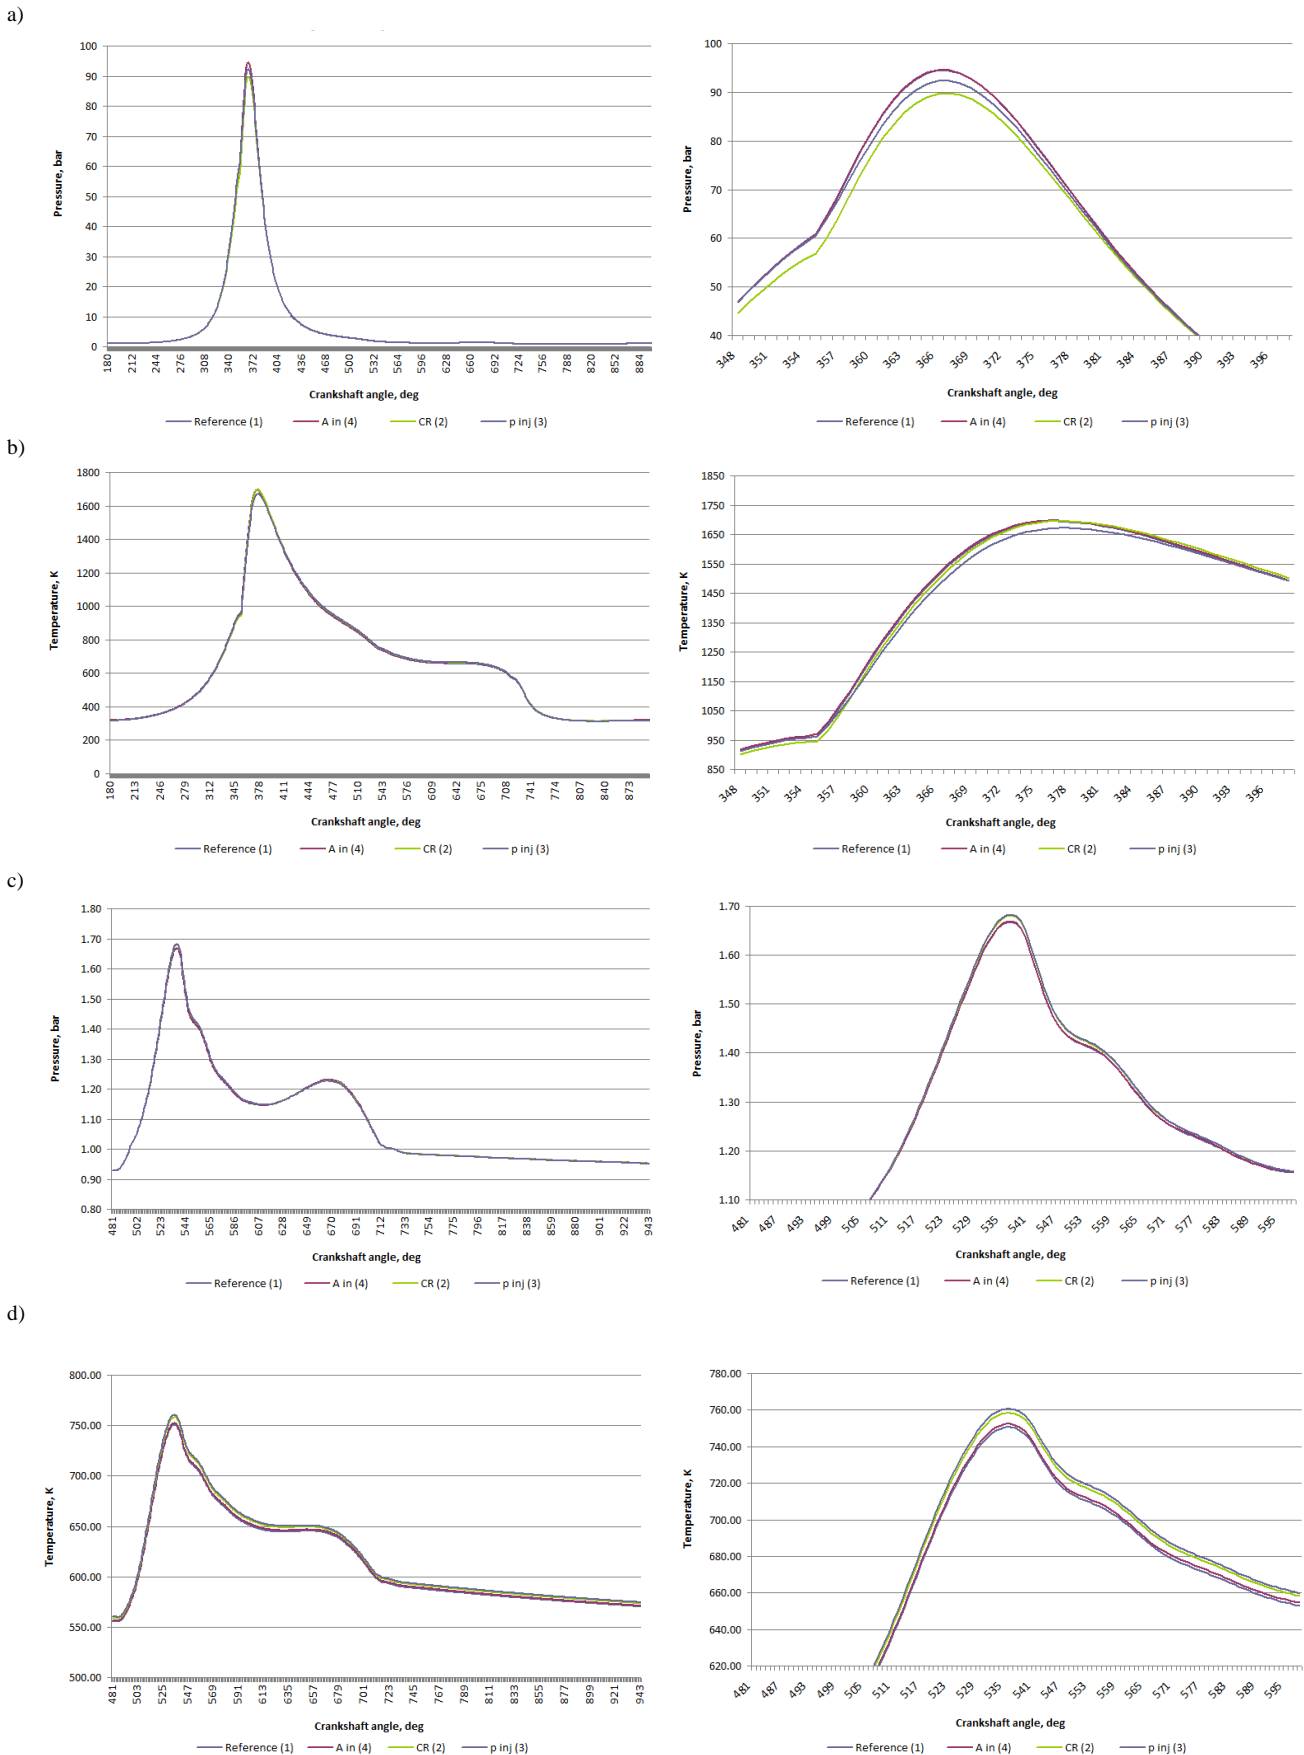 a)
Pressure, bar
100
90
80
70
60
50
40
30
20
10
0
180 212 244 276 308 340 372 404 436 468 500 532 564 596 628 660 692 724 756 788 820 852 884
Crankshaft angle, deg
Reference (1) A in (4) CR (2) p inj (3)
Pressure, bar
100
90
80
70
60
50
40
348 351 354 357 360 363 366 369 372 375 378 381 384 387 390 393 396
Crankshaft angle, deg
Reference (1) A in (4) CR (2) p inj (3)
b)
Temperature, K
1800
1600
1400
1200
1000
800
600
400
200
0
180 213 246 279 312 345 378 411 444 477 510 543 576 609 642 675 708 741 774 807 840 873
Crankshaft angle, deg
Reference (1) A in (4) CR (2) p inj (3)
Temperature, K
1850
1750
1650
1550
1450
1350
1250
1150
1050
950
850
348 351 354 357 360 363 366 369 372 375 378 381 384 387 390 393 396
Crankshaft angle, deg
Reference (1) A in (4) CR (2) p inj (3)
c)
Pressure, bar
1.80
1.70
1.60
1.50
1.40
1.30
1.20
1.10
1.00
0.90
0.80
481 502 523 544 565 586 607 628 649 670 691 712 733 754 775 796 817 838 859 880 901 922 943
Crankshaft angle, deg
Reference (1) A in (4) CR (2) p inj (3)
Pressure, bar
1.70
1.60
1.50
1.40
1.30
1.20
1.10
481 487 493 499 505 511 517 523 529 535 541 547 553 559 565 571 577 583 589 595
Crankshaft angle, deg
Reference (1) A in (4) CR (2) p inj (3)
d)
Temperature, K
800.00
750.00
700.00
650.00
600.00
550.00
500.00
481 503 525 547 569 591 613 635 657 679 701 723 745 767 789 811 833 855 877 899 921 943
Crankshaft angle, deg
Reference (1) A in (4) CR (2) p inj (3)
Temperature, K
780.00
760.00
740.00
720.00
700.00
680.00
660.00
640.00
620.00
481 487 493 499 505 511 517 523 529 535 541 547 553 559 565 571 577 583 589 595
Crankshaft angle, deg
Reference (1) A in (4) CR (2) p inj (3)